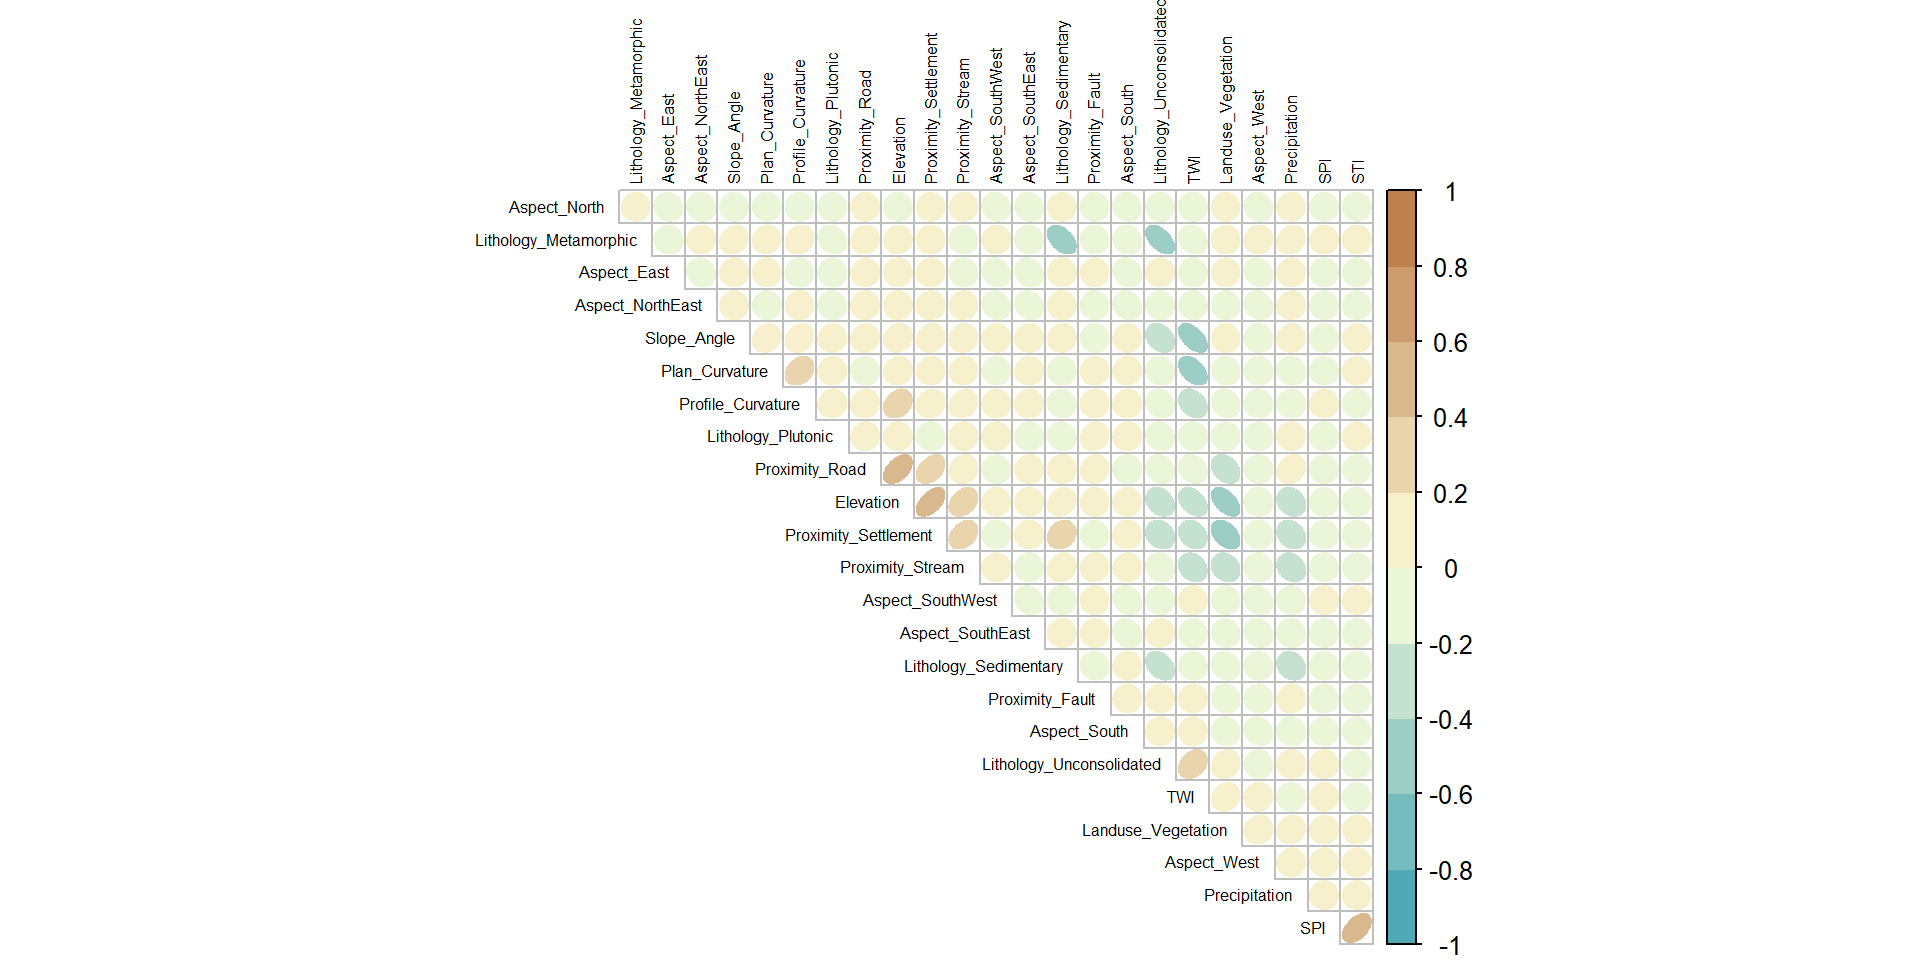 Lithology_Metamorphic
Aspect_East
Aspect_NorthEast
Slope_Angle
Plan_Curvature
Profile_Curvature
Lithology_Plutonic
Proximity_Road
Elevation
Proximity_Settlement
Proximity_Stream
Aspect_SouthWest
Aspect_SouthEast
Lithology_Sedimentary
Proximity_Fault
Aspect_South
Lithology_Unconsolidated
TWI
Landuse_Vegetation
Aspect_West
Precipitation
SPI
STI
Aspect_North
Lithology_Metamorphic
Aspect_East
Aspect_NorthEast
Slope_Angle
Plan_Curvature
Profile_Curvature
Lithology_Plutonic
Proximity_Road
Elevation
Proximity_Settlement
Proximity_Stream
Aspect_SouthWest
Aspect_SouthEast
Lithology_Sedimentary
Proximity_Fault
Aspect_South
Lithology_Unconsolidated
TWI
Landuse_Vegetation
Aspect_West
Precipitation
SPI
1
0.8
0.6
0.4
0.2
0
-0.2
-0.4
-0.6
-0.8
-1